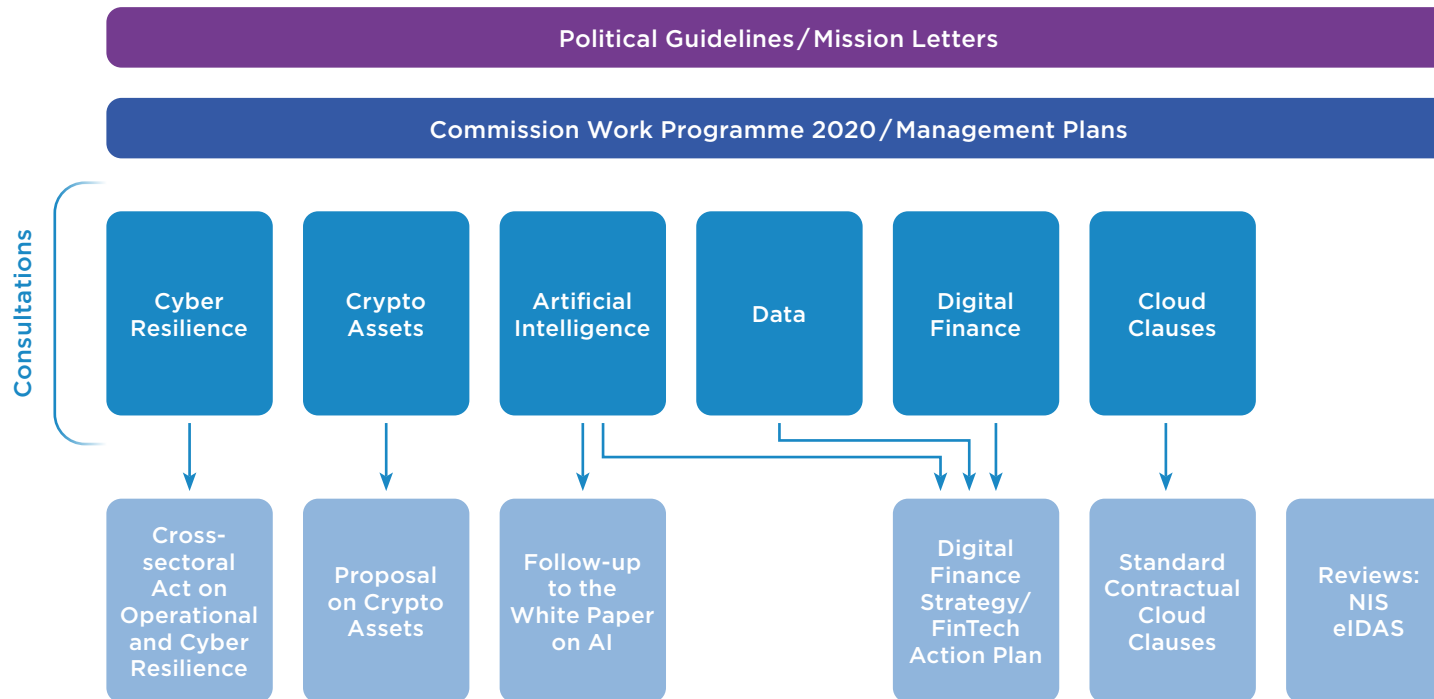 Political Guidelines/Mission Letters
Commission Work Programme 2020/Management Plans
Consultations
Cyber
Resilience
Crypto
Assets
Artificial
Intelligence
Data
Digital
Finance
Cloud
Clauses
Cross-
sectoral
Act on
Operational
and Cyber
Resilience
Proposal
on Crypto
Assets
Follow-up
to the
White Paper
on AI
Digital
Finance
Strategy/
FinTech
Action Plan
Standard
Contractual
Cloud
Clauses
Reviews:
NIS
eIDAS